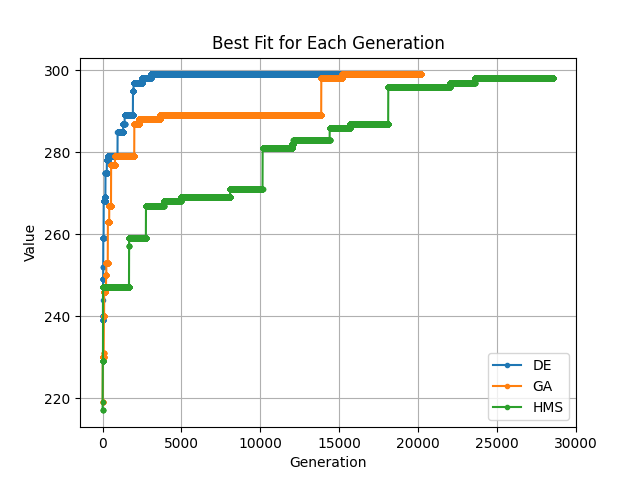 Best Fit for Each Generation
Value
300
280
260
240
220
DE
GA
HMS
0 5000 10000 15000 20000 25000 30000
Generation